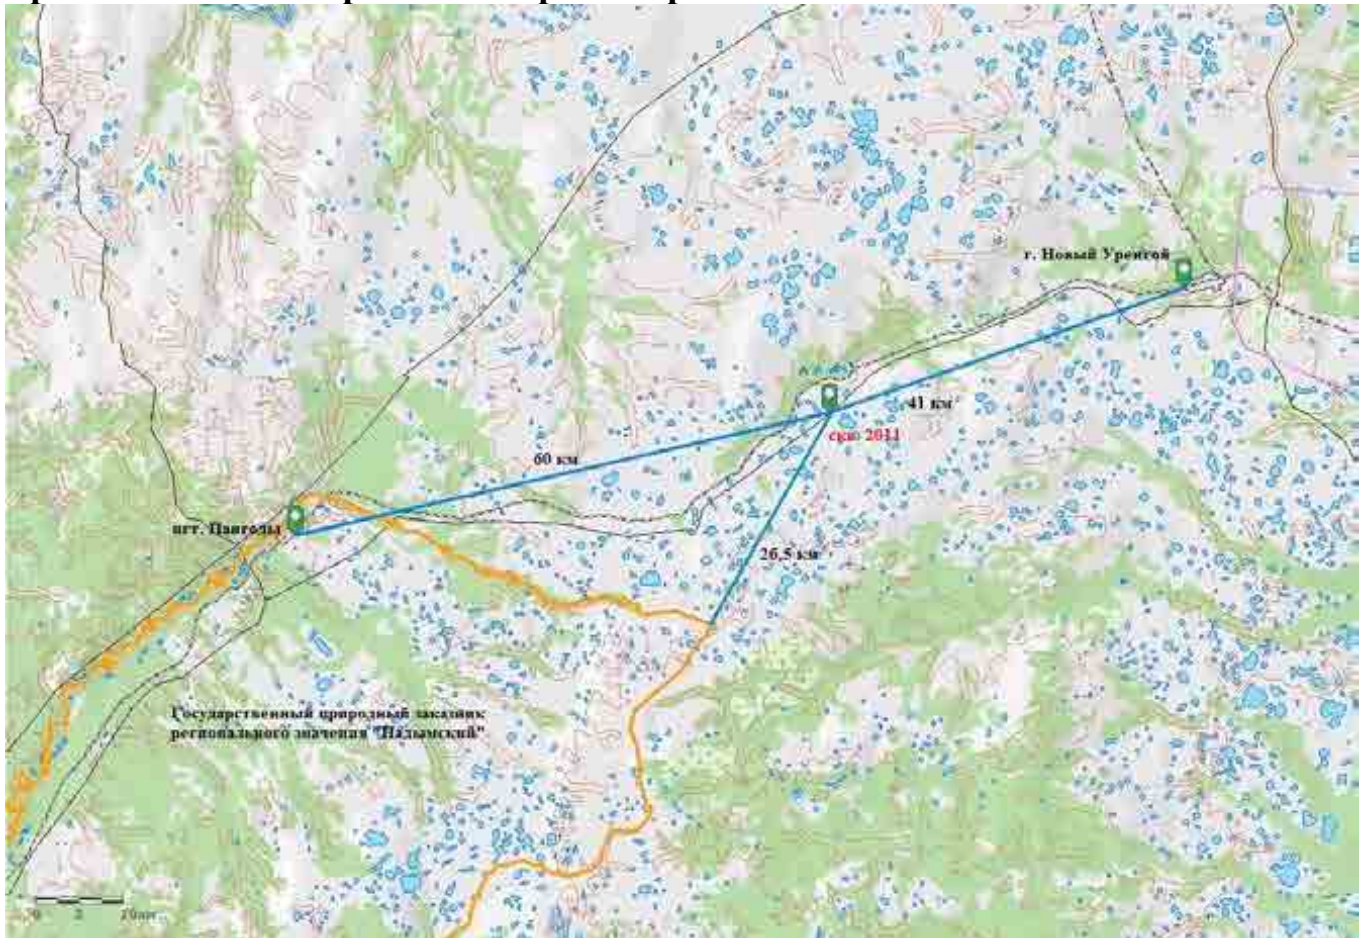 г. Новый Уренгой
41 км
скв. 2011
60 км
пгт. Пангоды
26,5 км
Государственный природный заказник
регионального значения "Надымский"